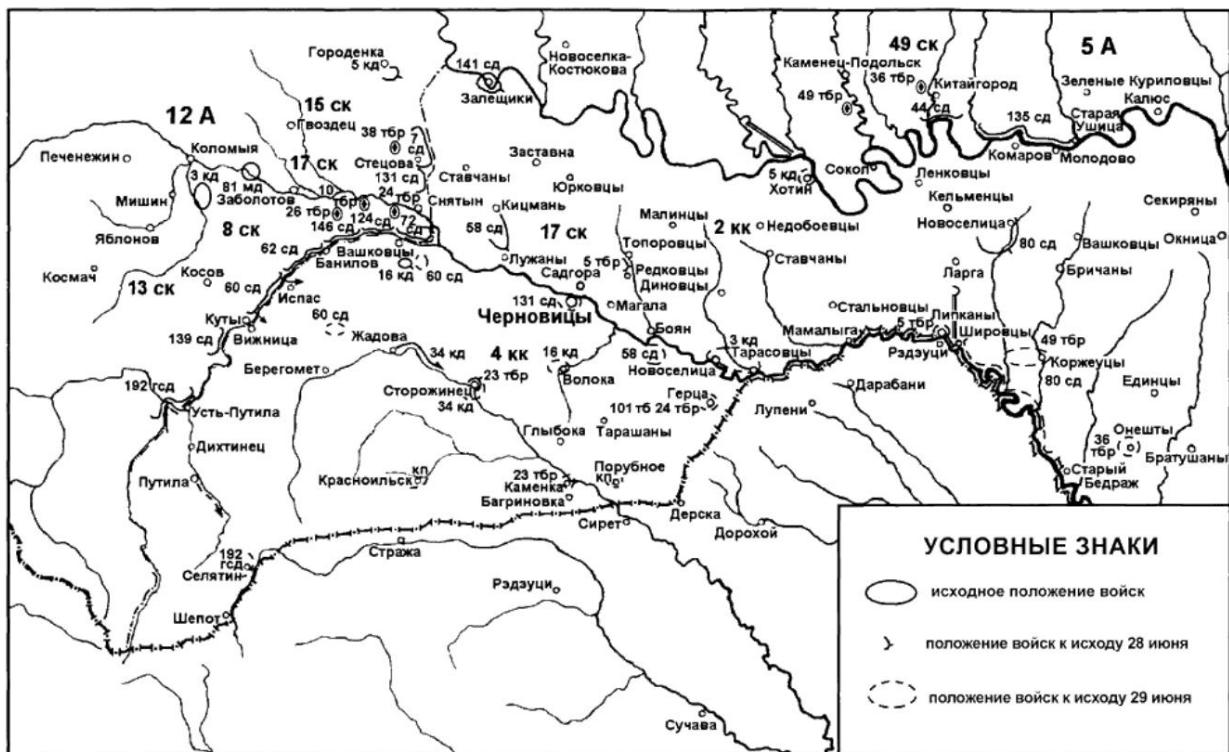 Городенка
5 кд
141 сд
Залещики
Новоселка-
Костюкова
Каменец-Подольск
49 тбр
49 ск
36 тбр
Китайгород
44 сд
5 А
Зеленые Куриловцы
Калюс
Старая
Ушица
135 сд
Комаров
Молодово
12 А
15 ск
Гвоздец
38 тбр
7
сд
Стецова
131 сд
Ставчаны
Заставна
Юрковцы
5 кд
Хотин
Сокол
Ленковцы
Кельменцы
Новоселица
Секиряны
Печенежин
Коломыя
3 кд
81 мд
Заболотов
17 ск
10
тбр
26 тбр
146 сд
24
тбр
124 сд
72
сд
Снятын
Кицмань
58 сд
17 ск
Малинцы
2 кк
Недобоевцы
Топоровцы
Ставчаны
80 сд
Вашковцы
Окница
Мишин
Яблонов
8 ск
62 сд
Вашковцы
Банилов
16 кд
60 сд
Лужаны
Садгора
5 тбр
Редковцы
Диновцы
Ларга
Бричаны
Космач
Косов
13 ск
60 сд
Испас
131 сд
Черновицы
Магала
Стальновцы
Куты
Вижница
60 сд
139 сд
Жадова
34 кд
4 кк
16 кд
Волока
Боян
58 сд
Новоселица
3 кд
Тарасовцы
Мамалыга
5 тбр
Липканы
Шировцы
Рэдэуци
49 тбр
Коржеуцы
80 сд
Берегомет
Сторожинец
23 тбр
34 кд
192 гсд
Усть-Путила
Герца
101 тб 24 тбр
Лупени
Дарабани
Единцы
Глыбока
Тарашаны
Дихтинец
Онешты
36
тбр
Братушаны
Путила
Красноильск
кп
23 тбр
Каменка
Багриновка
Порубное
кп
Старый
Бедраж
Дерска
Сирет
Дорохой
192
гсд
Селятин
Стража
Шепот
Рэдэуци
Сучава
УСЛОВНЫЕ ЗНАКИ
исходное положение войск
положение войск к исходу 28 июня
положение войск к исходу 29 июня